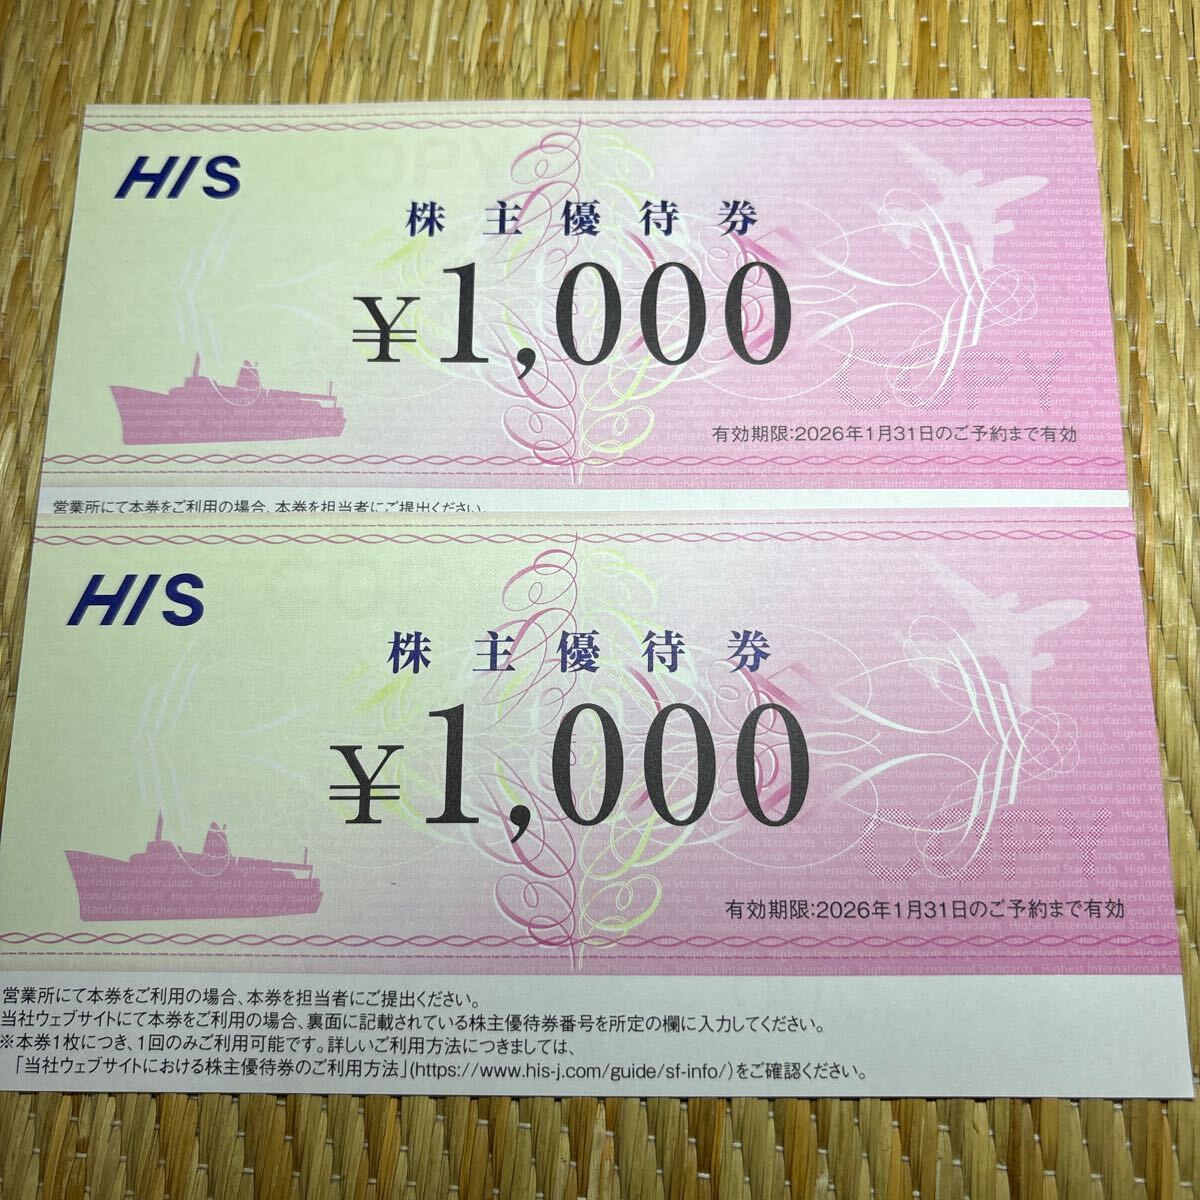 HIS
株主優待券
¥1,000
COPY
有効期限:2026年1月31日のご予約まで有効
営業所にて本券をご利用の場合、本券を担当者にご提出ください。
HIS
株主優待券
¥1,000
COPY
有効期限:2026年1月31日のご予約まで有効
営業所にて本券をご利用の場合、本券を担当者にご提出ください。
当社ウェブサイトにて本券をご利用の場合、裏面に記載されている株主優待券番号を所定の欄に入力してください。
※本券1枚につき、1回のみご利用可能です。詳しいご利用方法につきましては、
「当社ウェブサイトにおける株主優待券のご利用方法」(https://www.his-j.com/guide/sf-info/)をご確認ください。